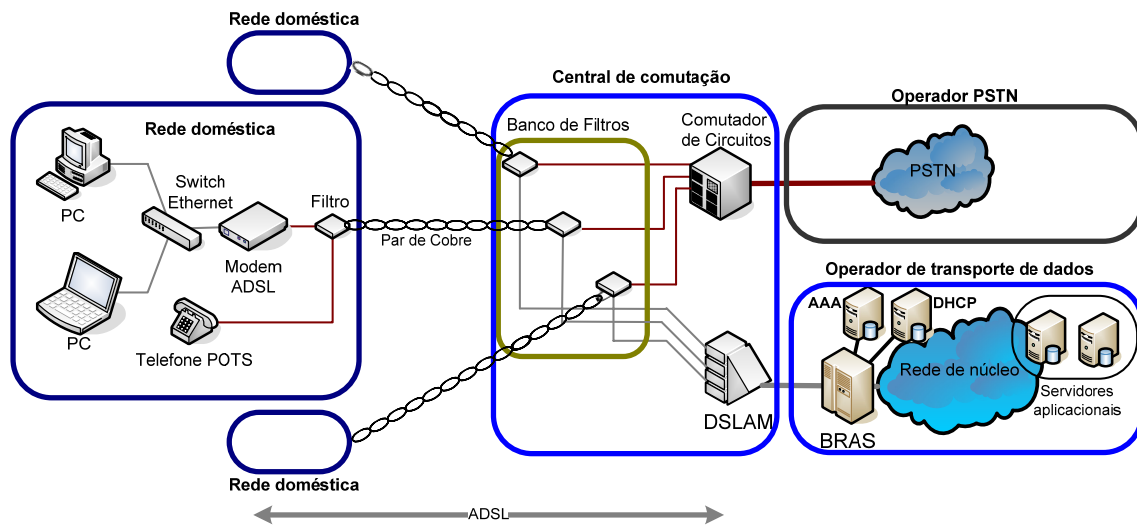 Rede doméstica
Central de comutação
Operador PSTN
Rede doméstica
Banco de Filtros
Comutador
de Circuitos
PSTN
PC
Switch
Ethernet
Filtro
Par de Cobre
Modem
ADSL
PC
Telefone POTS
Operador de transporte de dados
AAA
DHCP
Rede de núcleo
Servidores
aplicacionais
DSLAM
BRAS
Rede doméstica
ADSL